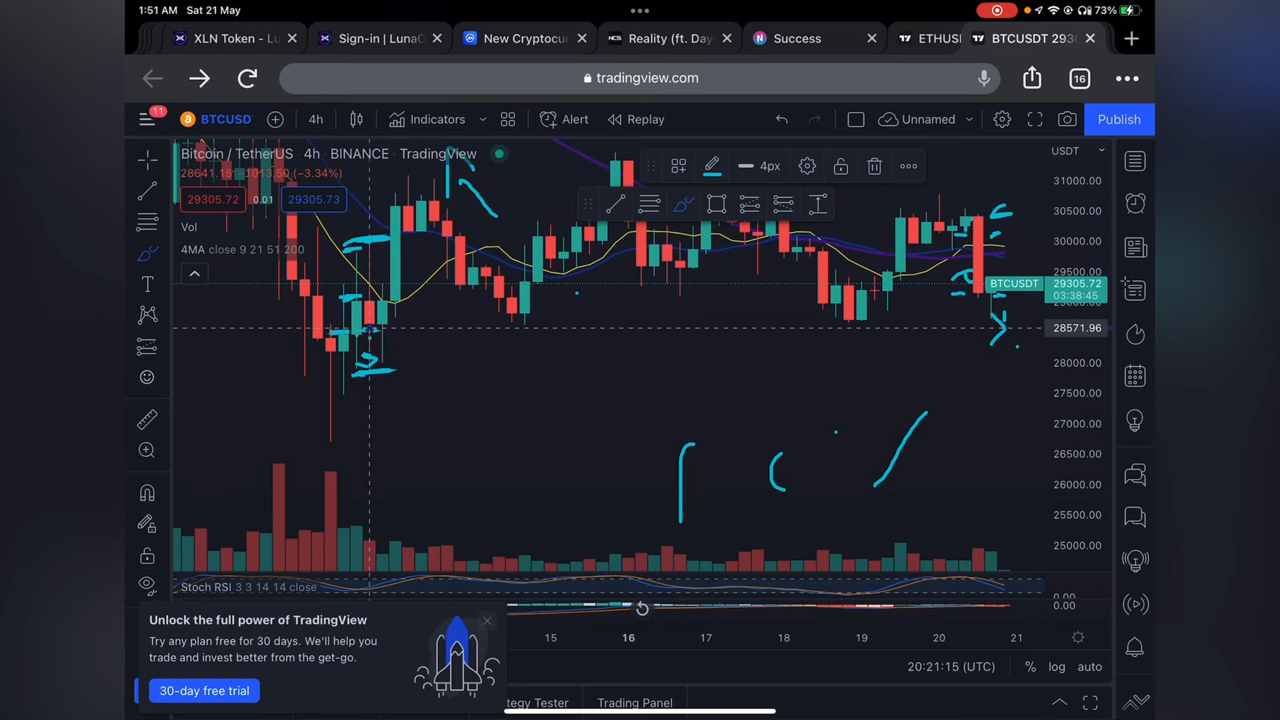 1:51 AM Sat 21 May
73%
XLN Token - Lu
Sign-in | LunaC
New Cryptocur
NCS Reality (ft. Day
Success
ETHUSI
BTCUSDT 293
tradingview.com
16
11
BTCUSD
4h
Indicators
Alert
Replay
Unnamed
Publish
Bitcoin / TetherUS · 4h · BINANCE · TradingView
USDT
4px
29305.72
0.01
29305.73
Vol
4MA close 9 21 51 200
31000.00
30500.00
30000.00
29500.00
BTCUSDT
29305.72
03:38:45
28571.96
28000.00
27500.00
27000.00
26500.00
26000.00
25500.00
25000.00
Stoch RSI 3 3 14 14 close
0.00
0.00
Unlock the full power of TradingView
Try any plan free for 30 days. We'll help you
trade and invest better from the get-go.
30-day free trial
15
16
17
18
19
20
21
20:21:15 (UTC)
%
log
auto
tegy Tester
Trading Panel